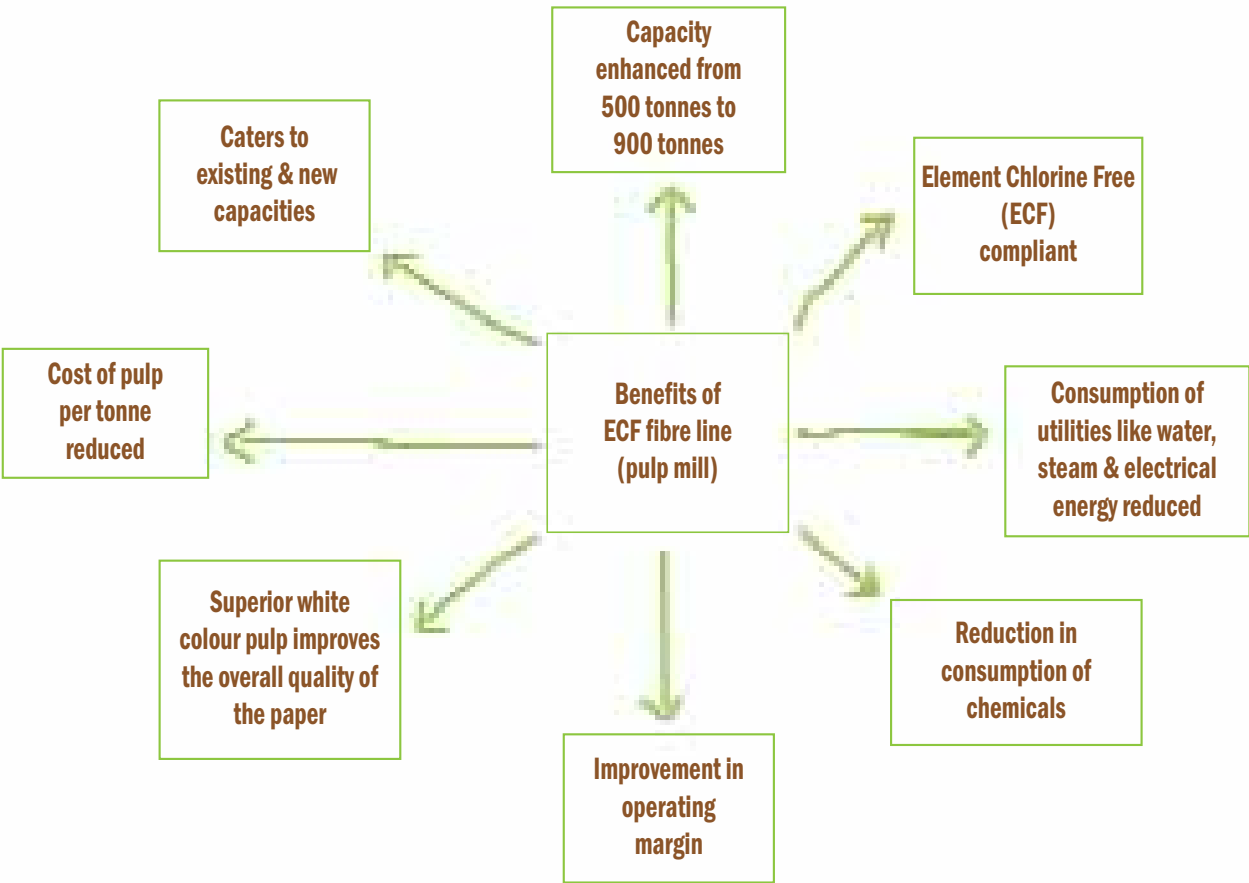 Capacity
enhanced from
500 tonnes to
900 tonnes
Caters to
existing & new
capacities
Element Chlorine Free
(ECF)
compliant
Cost of pulp
per tonne
reduced
Benefits of
ECF fibre line
(pulp mill)
Consumption of
utilities like water,
steam & electrical
energy reduced
Superior white
colour pulp improves
the overall quality of
the paper
Reduction in
consumption of
chemicals
Improvement in
operating
margin